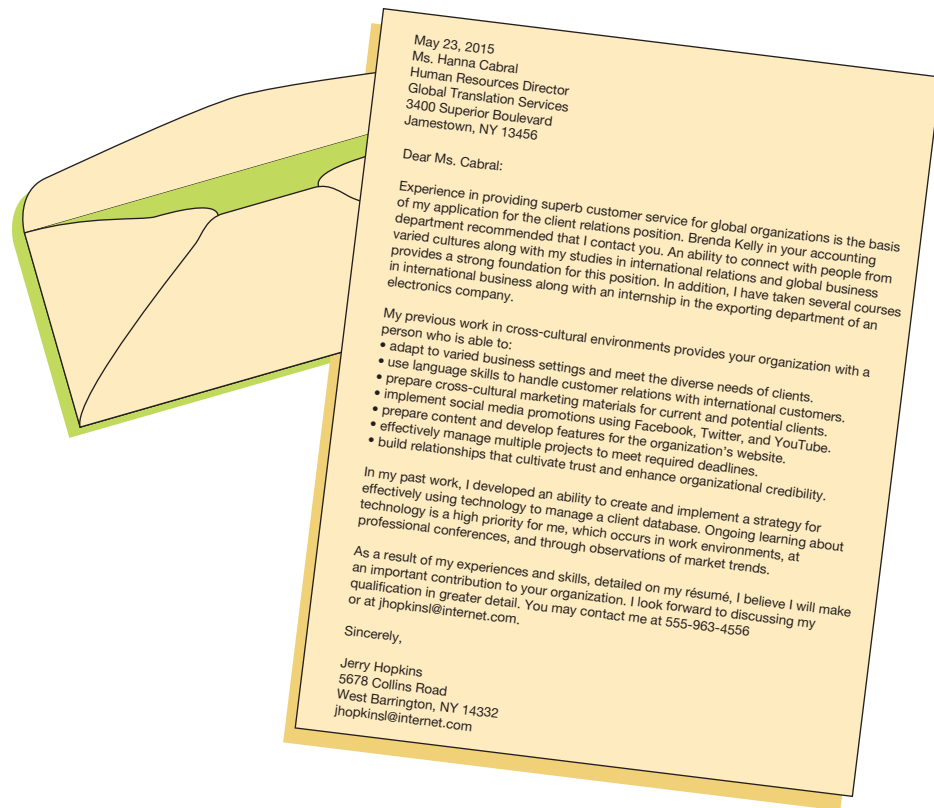 May 23, 2015
Ms. Hanna Cabral
Human Resources Director
Global Translation Services
3400 Superior Boulevard
Jamestown, NY 13456
Dear Ms. Cabral:
Experience in providing superb customer service for global organizations is the basis
of my application for the client relations position. Brenda Kelly in your accounting
department recommended that I contact you. An ability to connect with people from
varied cultures along with my studies in international relations and global business
provides a strong foundation for this position. In addition, I have taken several courses
in international business along with an internship in the exporting department of an
electronics company.
My previous work in cross-cultural environments provides your organization with a
person who is able to:
• adapt to varied business settings and meet the diverse needs of clients.
• use language skills to handle customer relations with international customers.
• prepare cross-cultural marketing materials for current and potential clients.
• implement social media promotions using Facebook, Twitter, and YouTube.
• prepare content and develop features for the organization's website.
• effectively manage multiple projects to meet required deadlines.
• build relationships that cultivate trust and enhance organizational credibility.
In my past work, I developed an ability to create and implement a strategy for
effectively using technology to manage a client database. Ongoing learning about
technology is a high priority for me, which occurs in work environments, at
professional conferences, and through observations of market trends.
As a result of my experiences and skills, detailed on my résumé, I believe I will make
an important contribution to your organization. I look forward to discussing my
qualification in greater detail. You may contact me at 555-963-4556
or at jhopkinsl@internet.com.
Sincerely,
Jerry Hopkins
5678 Collins Road
West Barrington, NY 14332
jhopkinsl@internet.com